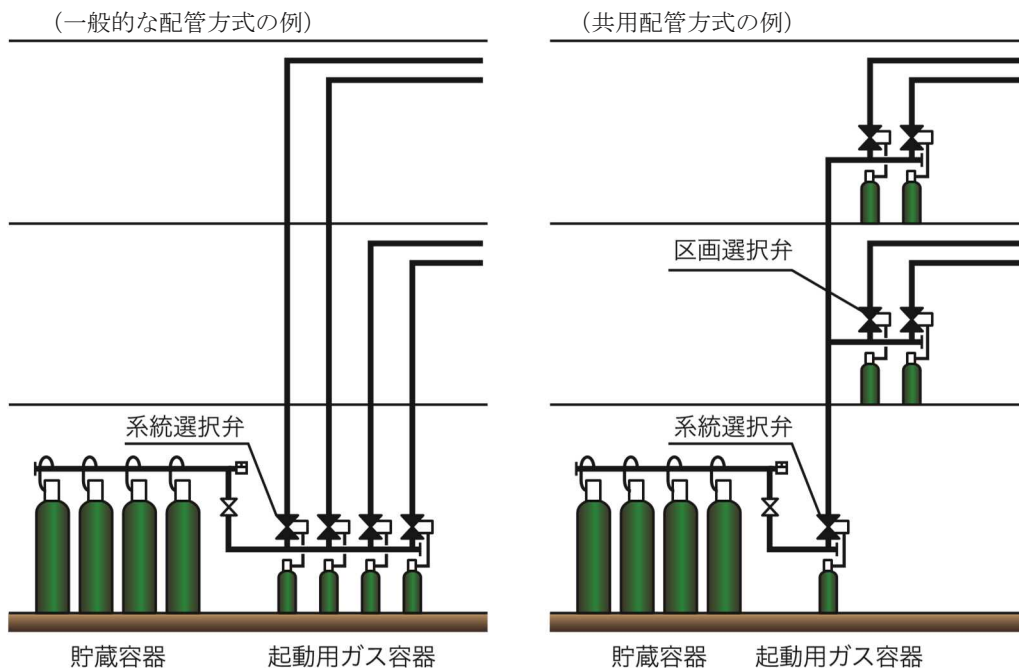 （一般的な配管方式の例）
系統選択弁
貯蔵容器
起動用ガス容器
（共用配管方式の例）
区画選択弁
系統選択弁
貯蔵容器
起動用ガス容器